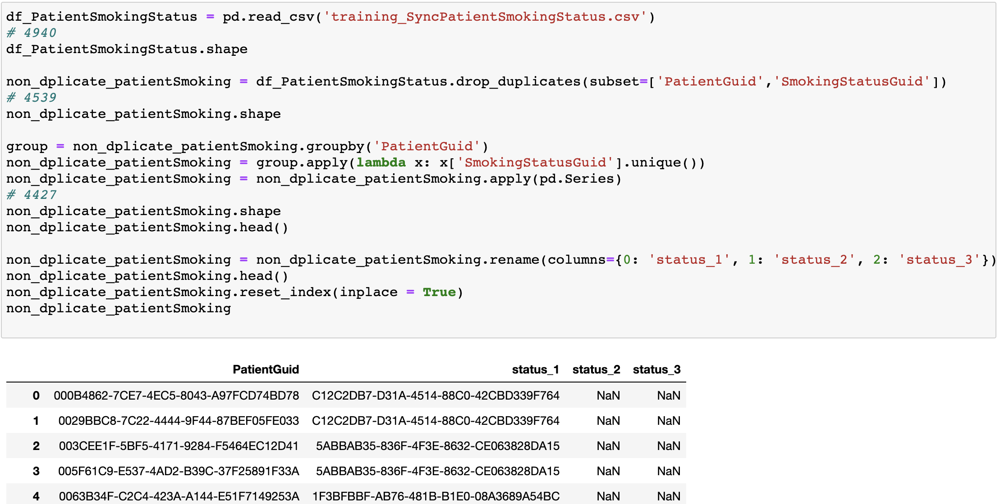 df_PatientSmokingStatus = pd.read_csv('training_SyncPatientSmokingStatus.csv')
# 4940
df_PatientSmokingStatus.shape
non_dplicate_patientSmoking = df_PatientSmokingStatus.drop_duplicates(subset=['PatientGuid','SmokingStatusGuid'])
# 4539
non_dplicate_patientSmoking.shape
group = non_dplicate_patientSmoking.groupby('PatientGuid')
non_dplicate_patientSmoking = group.apply(lambda x: x['SmokingStatusGuid'].unique())
non_dplicate_patientSmoking = non_dplicate_patientSmoking.apply(pd.Series)
# 4427
non_dplicate_patientSmoking.shape
non_dplicate_patientSmoking.head()
non_dplicate_patientSmoking = non_dplicate_patientSmoking.rename(columns={0: 'status_1', 1: 'status_2', 2: 'status_3'})
non_dplicate_patientSmoking.head()
non_dplicate_patientSmoking.reset_index(inplace = True)
non_dplicate_patientSmoking
PatientGuid status_1 status_2 status_3
0 000B4862-7CE7-4EC5-8043-A97FCD74BD78 C12C2DB7-D31A-4514-88C0-42CBD339F764 NaN NaN
1 0029BBC8-7C22-4444-9F44-87BEF05FE033 C12C2DB7-D31A-4514-88C0-42CBD339F764 NaN NaN
2 003CEE1F-5BF5-4171-9284-F5464EC12D41 5ABBAB35-836F-4F3E-8632-CE063828DA15 NaN NaN
3 005F61C9-E537-4AD2-B39C-37F25891F33A 5ABBAB35-836F-4F3E-8632-CE063828DA15 NaN NaN
4 0063B34F-C2C4-423A-A144-E51F7149253A 1F3BFBBF-AB76-481B-B1E0-08A3689A54BC NaN NaN